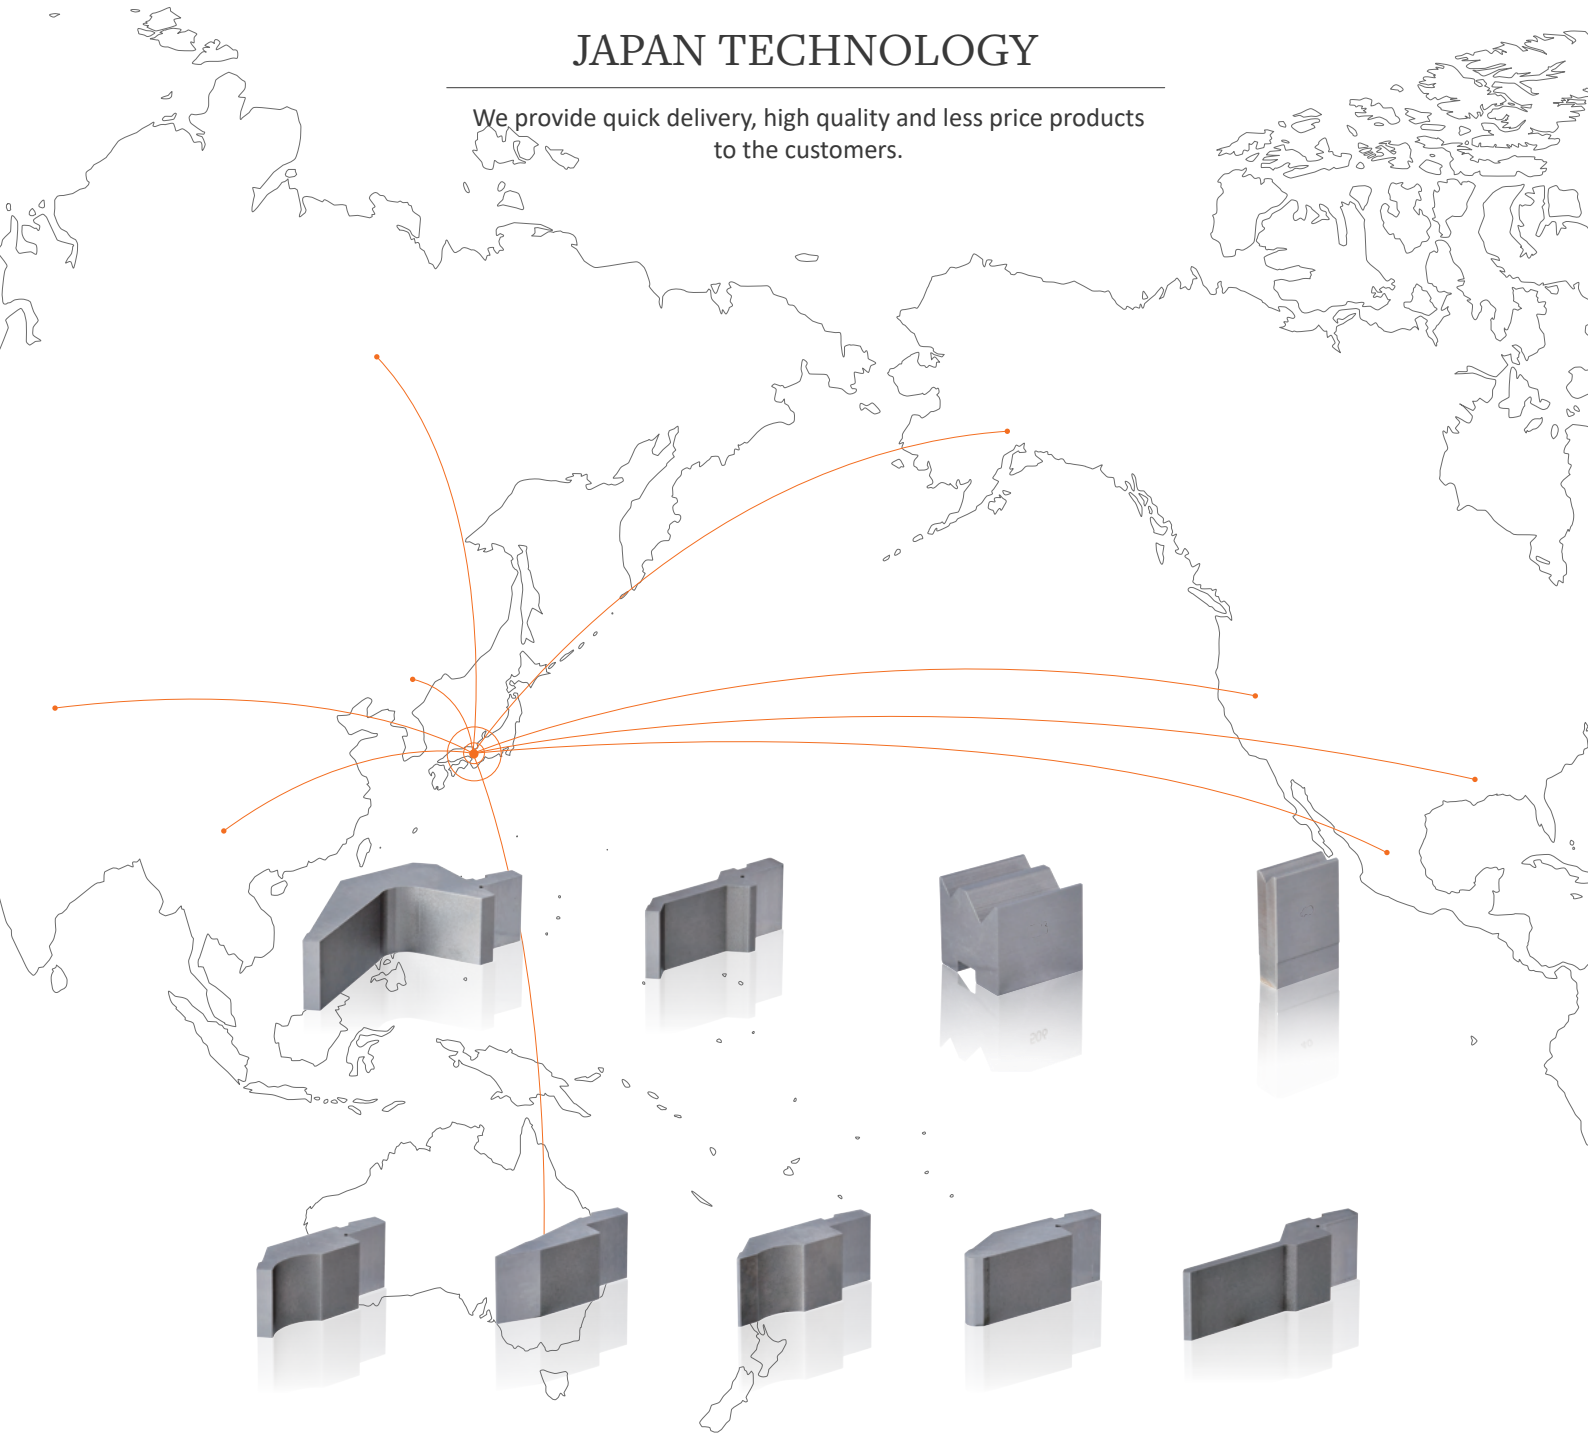 JAPAN TECHNOLOGY
We provide quick delivery, high quality and less price products
to the customers.